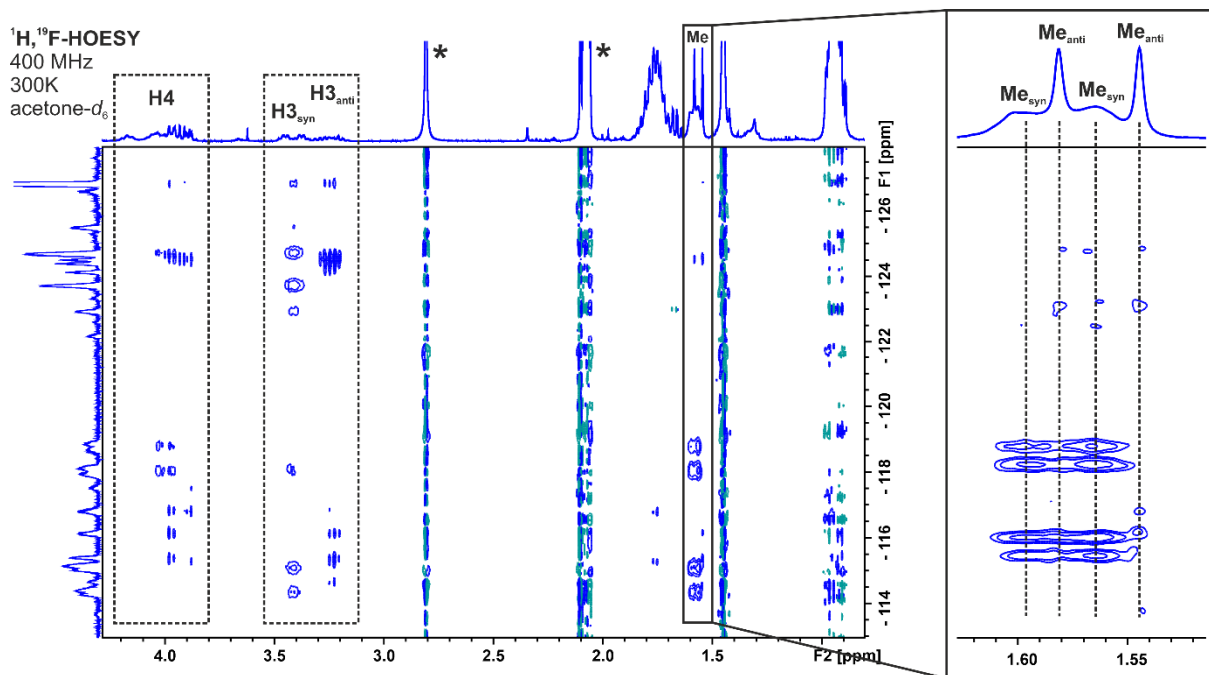 ¹H,¹⁹F-HOESY
400 MHz
300K
acetone-d₆
H4
H3syn
H3anti
*
*
Me
Mesyn
Meanti
Mesyn
Meanti
F1 [ppm]
- 126
- 124
- 122
- 120
- 118
- 116
- 114
4.0 3.5 3.0 2.5 2.0 1.5 F2 [ppm]
1.60 1.55